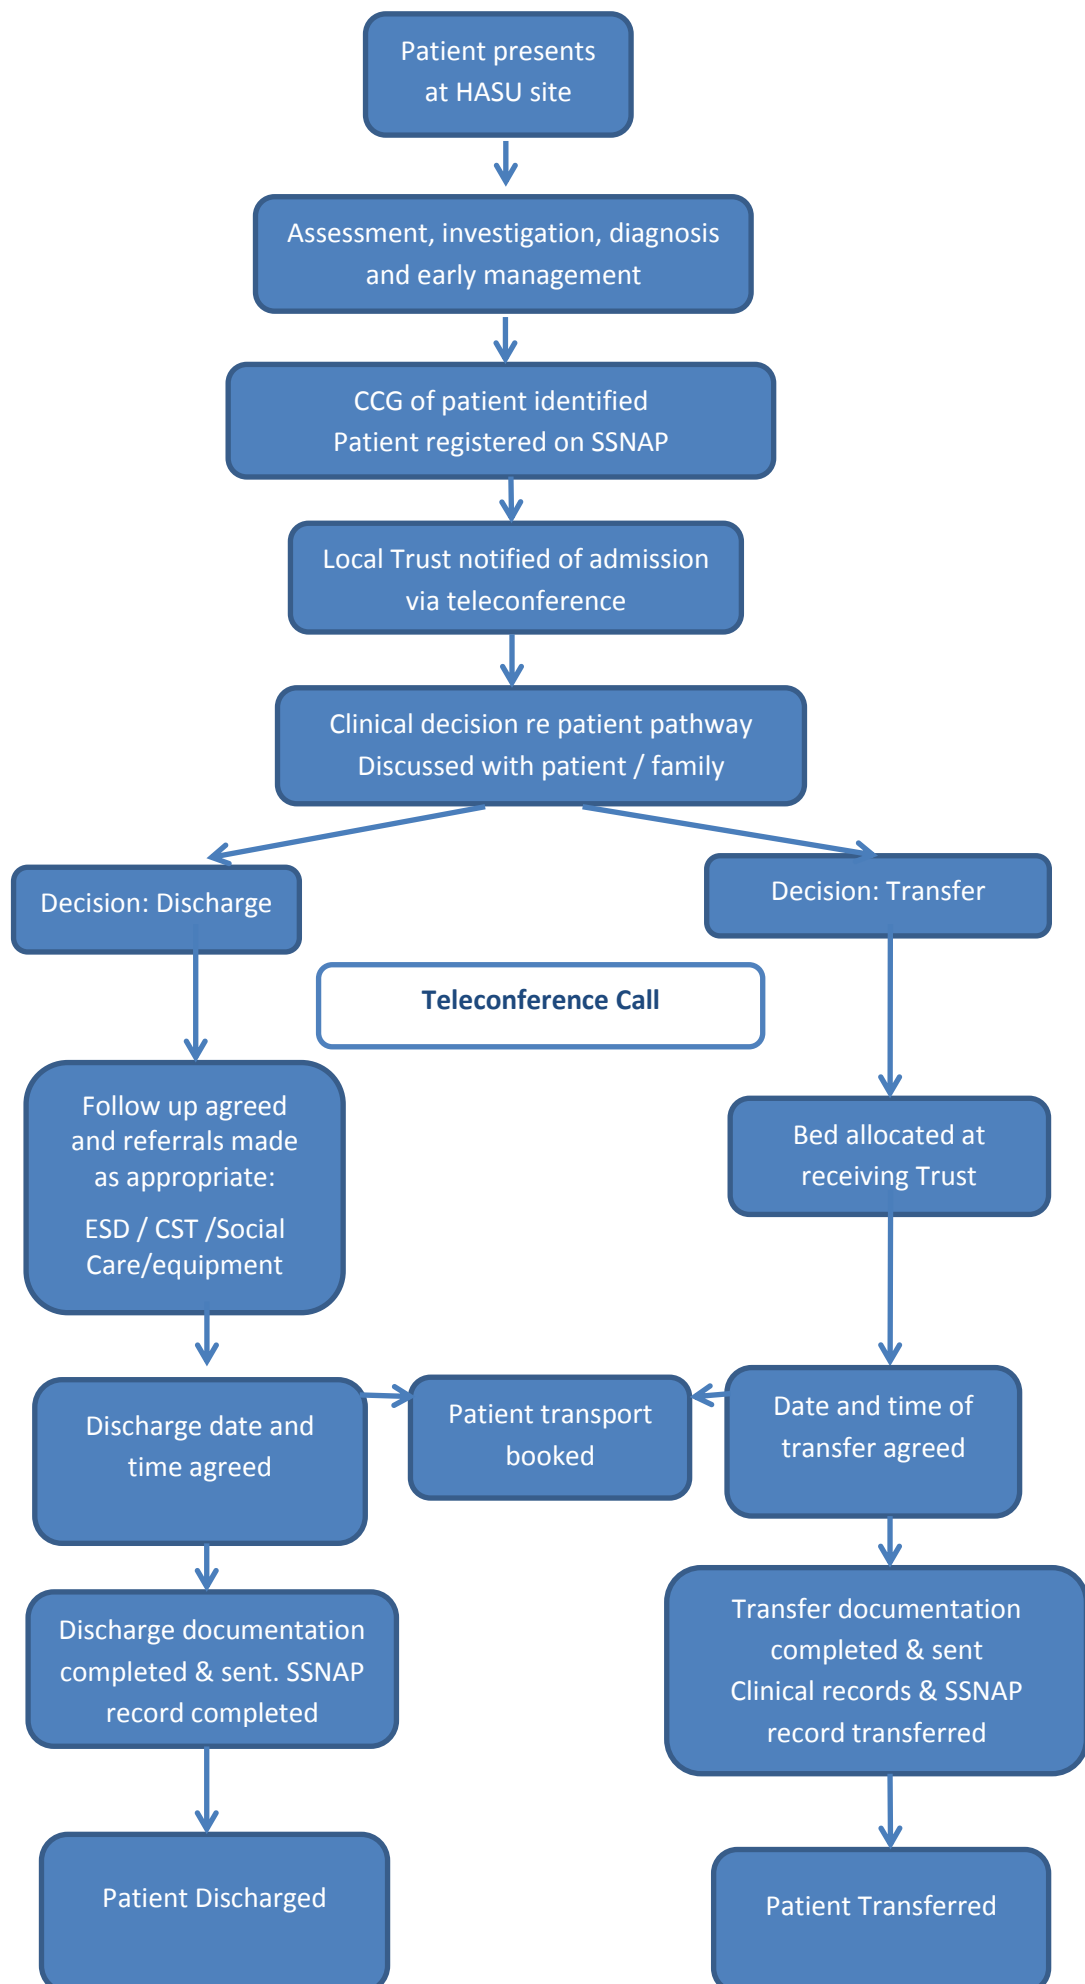 Patient presents
at HASU site
Assessment, investigation, diagnosis
and early management
CCG of patient identified
Patient registered on SSNAP
Local Trust notified of admission
via teleconference
Clinical decision re patient pathway
Discussed with patient / family
Decision: Discharge
Decision: Transfer
Teleconference Call
Follow up agreed
and referrals made
as appropriate:
ESD / CST /Social
Care/equipment
Bed allocated at
receiving Trust
Discharge date and
time agreed
Patient transport
booked
Date and time of
transfer agreed
Discharge documentation
completed & sent. SSNAP
record completed
Transfer documentation
completed & sent
Clinical records & SSNAP
record transferred
Patient Discharged
Patient Transferred